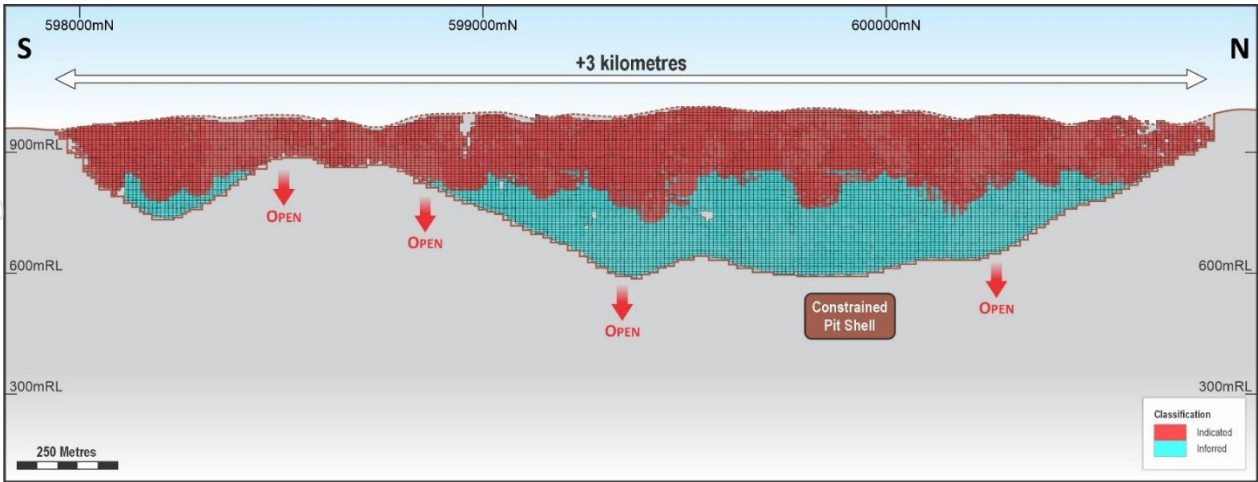 598000mN
599000mN
600000mN
S
N
+3 kilometres
900mRL
OPEN
OPEN
600mRL
600mRL
OPEN
OPEN
Constrained
Pit Shell
300mRL
300mRL
250 Metres
Classification
Indicated
Inferred